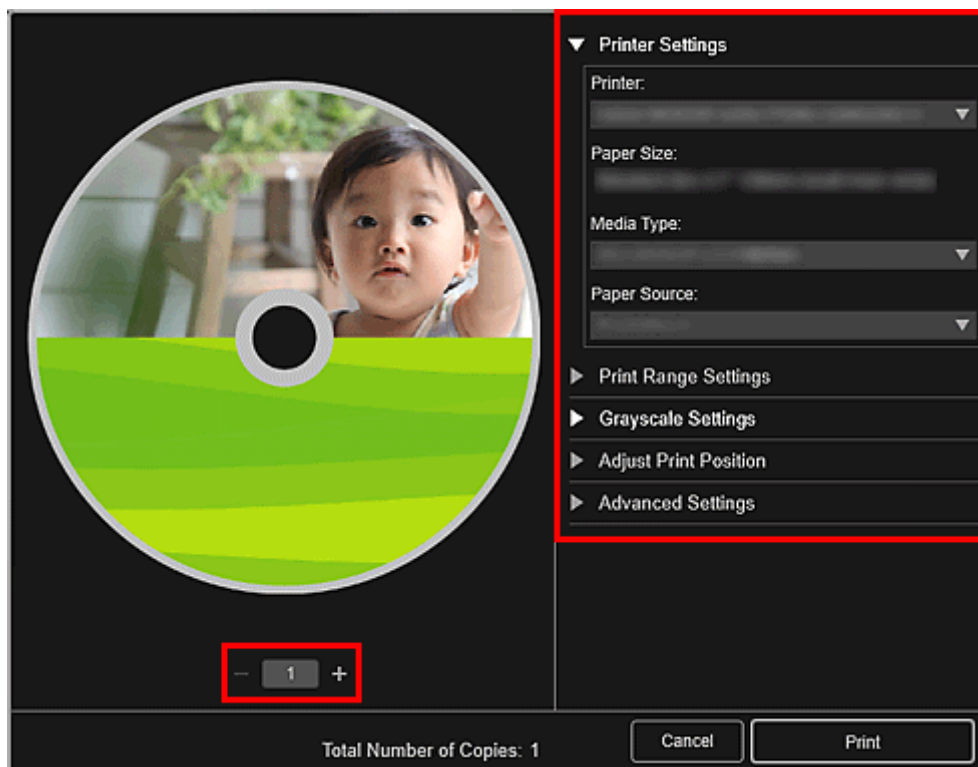 Printer Settings
Printer:
Paper Size:
Media Type:
Paper Source:
Print Range Settings
Grayscale Settings
Adjust Print Position
Advanced Settings
1
Total Number of Copies: 1
Cancel
Print